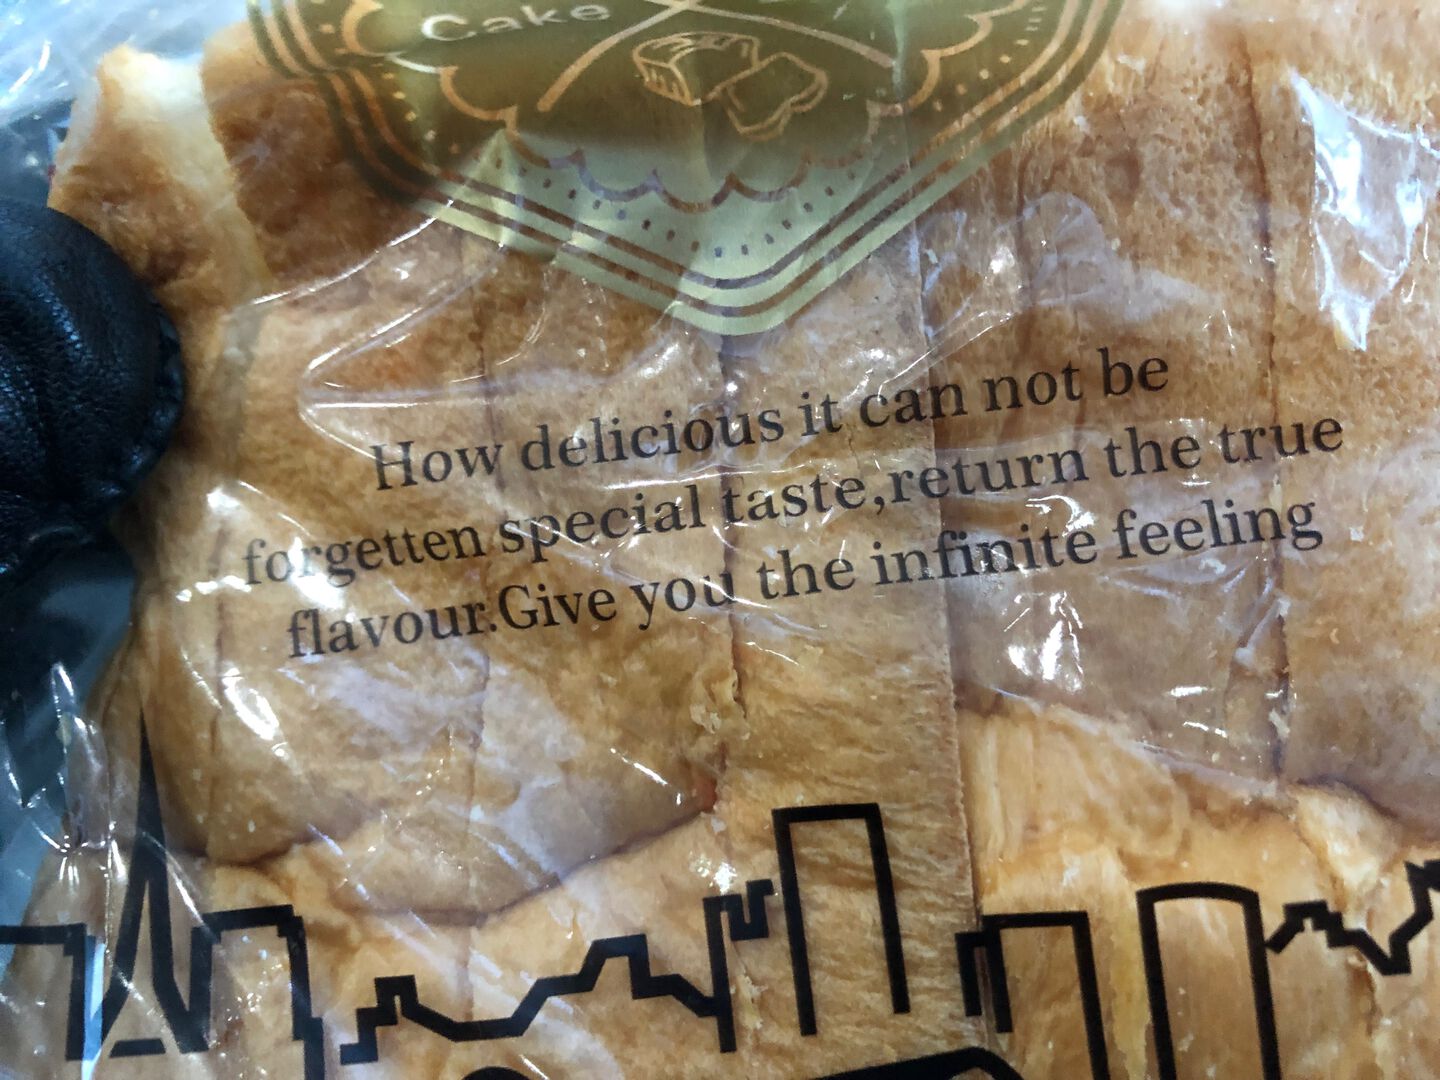 Cake
How delicious it can not be
forgetten special taste,return the true
flavour.Give you the infinite feeling